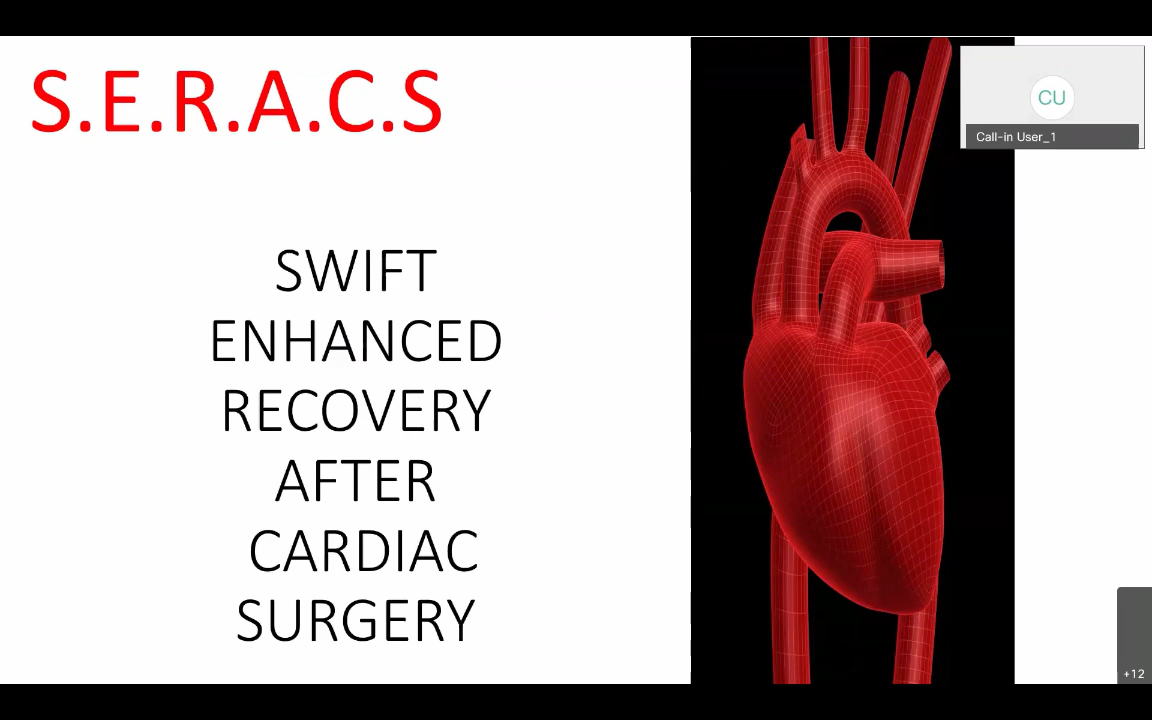 S.E.R.A.C.S
SWIFT
ENHANCED
RECOVERY
AFTER
CARDIAC
SURGERY
CU
Call-in User_1
+12